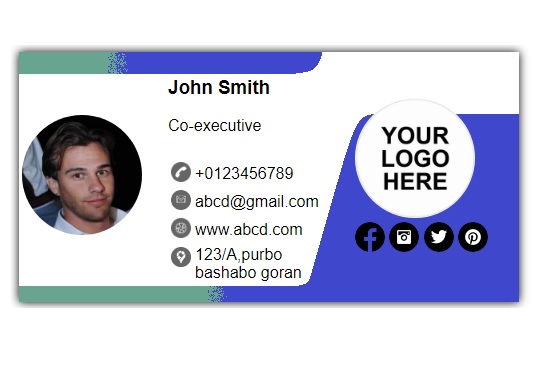 John Smith
Co-executive
+0123456789
abcd@gmail.com
www.abcd.com
123/A,purbo
bashabo goran
YOUR
LOGO
HERE